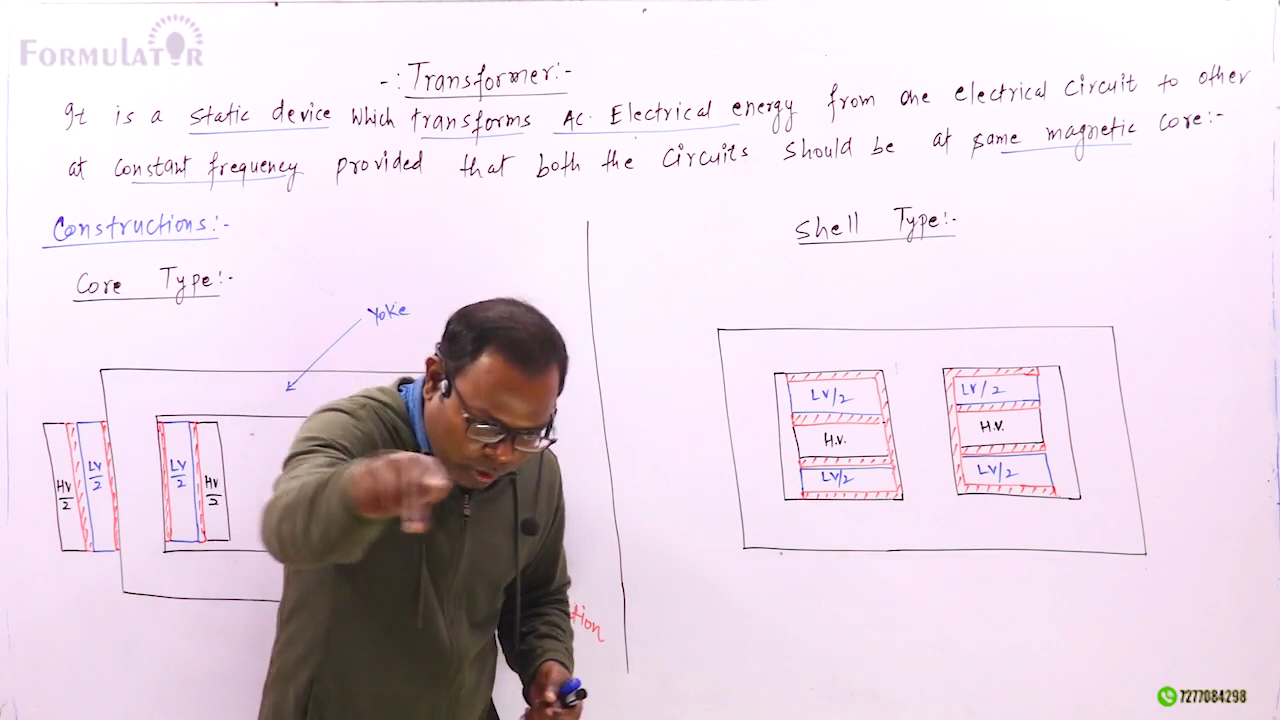 FORMULATOR
-: Transformer:-
It is a static device which transforms AC. Electrical energy from one electrical circuit to other
at constant frequency provided that both the circuits should be at same magnetic core:-
Constructions:-
Shell Type:-
Core Type:-
Yoke
LV/2
LV/2
H.V.
H.V.
LV/2
LV/2
HV/2
LV/2
LV/2
HV/2
tion
7277084298